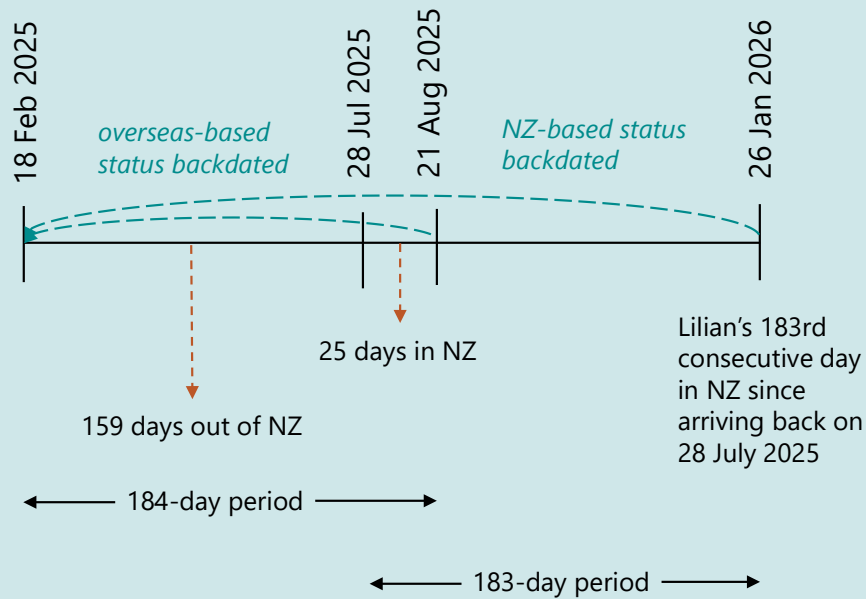 18 Feb 2025
28 Jul 2025
21 Aug 2025
26 Jan 2026
overseas-based
status backdated
NZ-based status
backdated
25 days in NZ
159 days out of NZ
Lilian’s 183rd
consecutive day
in NZ since
arriving back on
28 July 2025
184-day period
183-day period